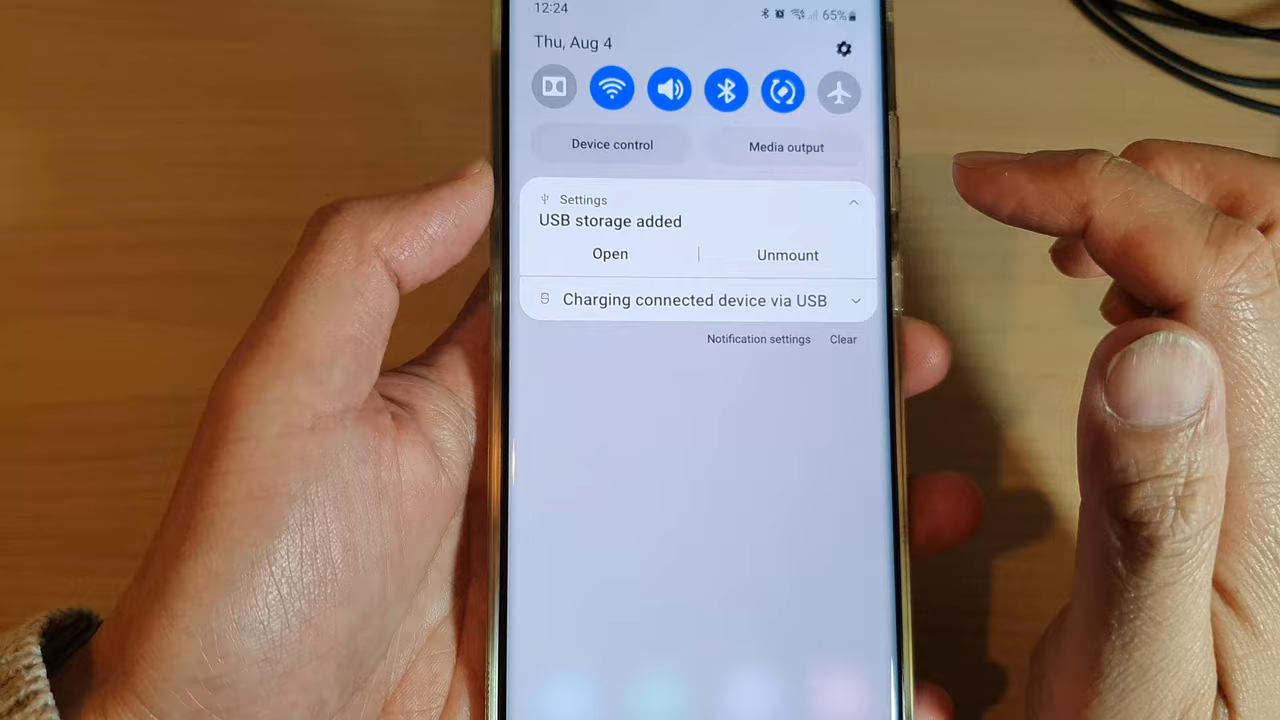 12:24
65%
Thu, Aug 4
Device control
Media output
Settings
USB storage added
Open
Unmount
Charging connected device via USB
Notification settings
Clear